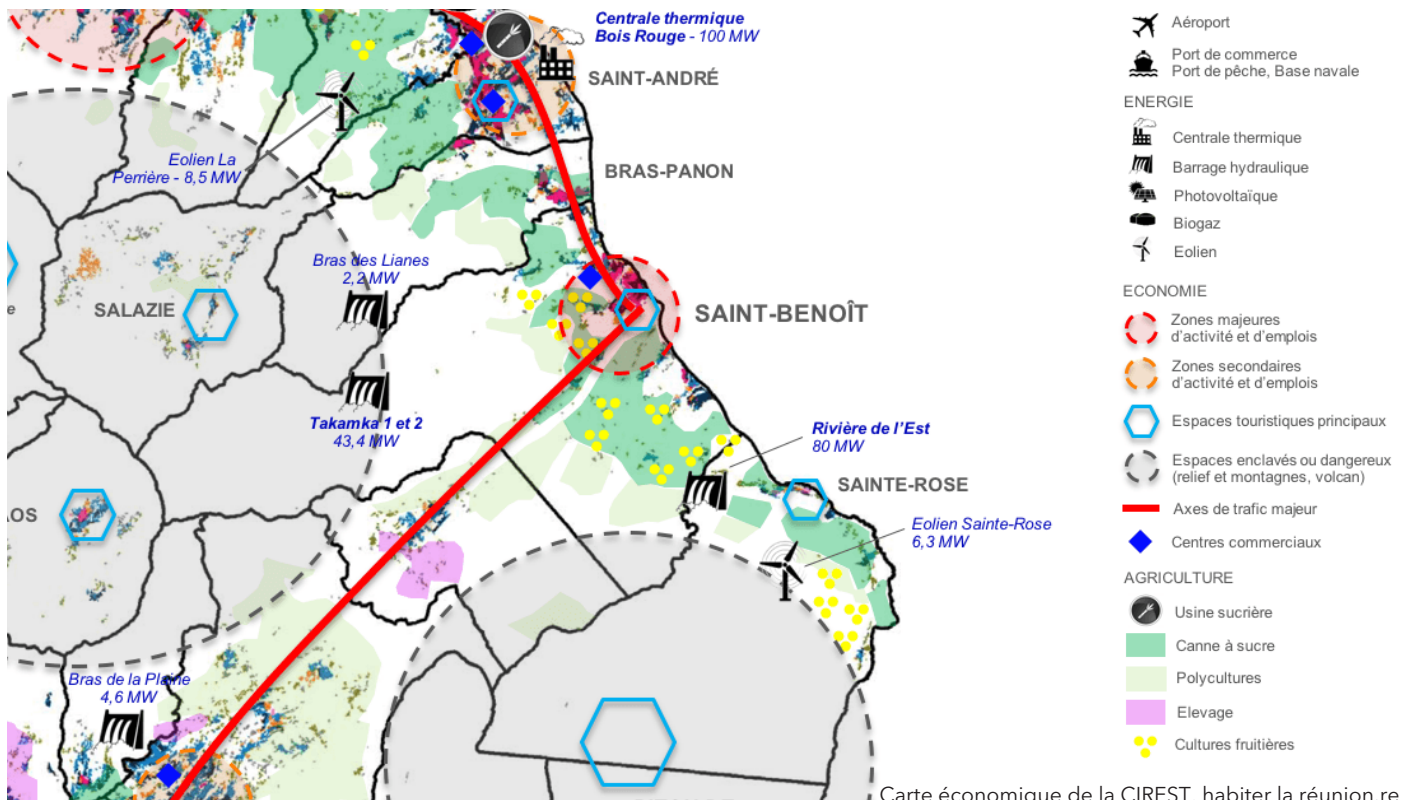 Centrale thermique
Bois Rouge - 100 MW
SAINT-ANDRÉ
Eolien La
Perrière - 8,5 MW
BRAS-PANON
Bras des Lianes
2,2 MW
SALAZIE
e
SAINT-BENOÎT
Takamka 1 et 2
43,4 MW
Rivière de l'Est
80 MW
SAINTE-ROSE
AOS
Eolien Sainte-Rose
6,3 MW
Bras de la Plaine
4,6 MW
Aéroport
Port de commerce
Port de pêche, Base navale
ENERGIE
Centrale thermique
Barrage hydraulique
Photovoltaïque
Biogaz
Eolien
ECONOMIE
Zones majeures
d'activité et d'emplois
Zones secondaires
d'activité et d'emplois
Espaces touristiques principaux
Espaces enclavés ou dangereux
(relief et montagnes, volcan)
Axes de trafic majeur
Centres commerciaux
AGRICULTURE
Usine sucrière
Canne à sucre
Polycultures
Elevage
Cultures fruitières
Carte économique de la CIREST, habiter la réunion re